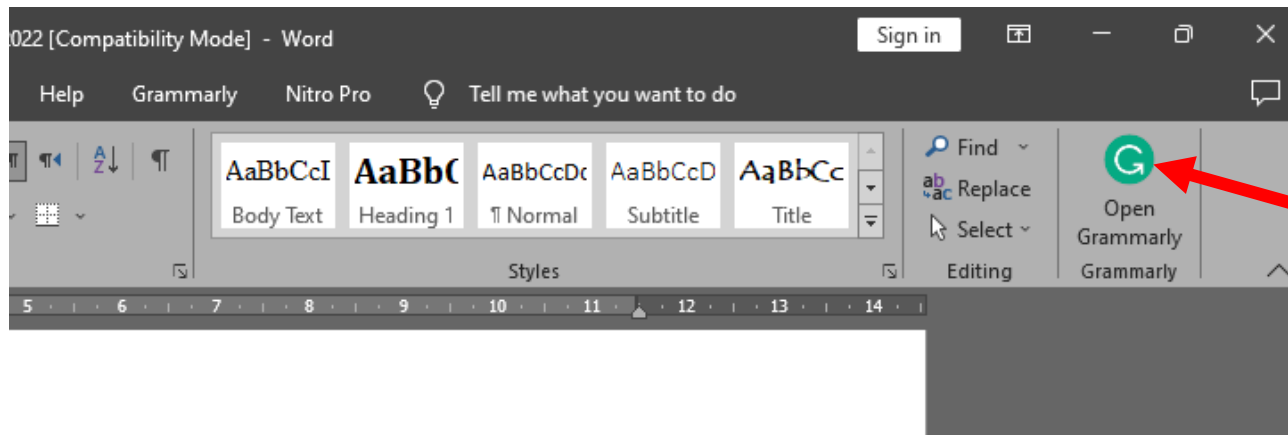 2022 [Compatibility Mode] - Word Sign in
Help Grammarly Nitro Pro Tell me what you want to do
AaBbCcI AaBb( AaBbCcDc AaBbCcD AaBbCc
Body Text Heading 1 ¶ Normal Subtitle Title
Find
Replace
Select
Open
Grammarly
Styles Editing Grammarly
5 6 7 8 9 10 11 12 13 14